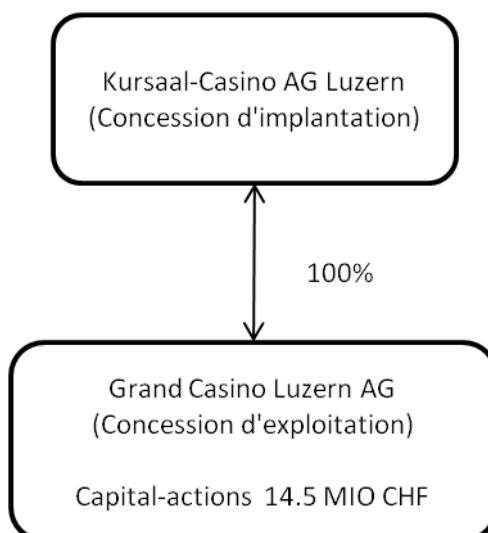 Kursaal-Casino AG Luzern
(Concession d'implantation)
100%
Grand Casino Luzern AG
(Concession d'exploitation)
Capital-actions 14.5 MIO CHF